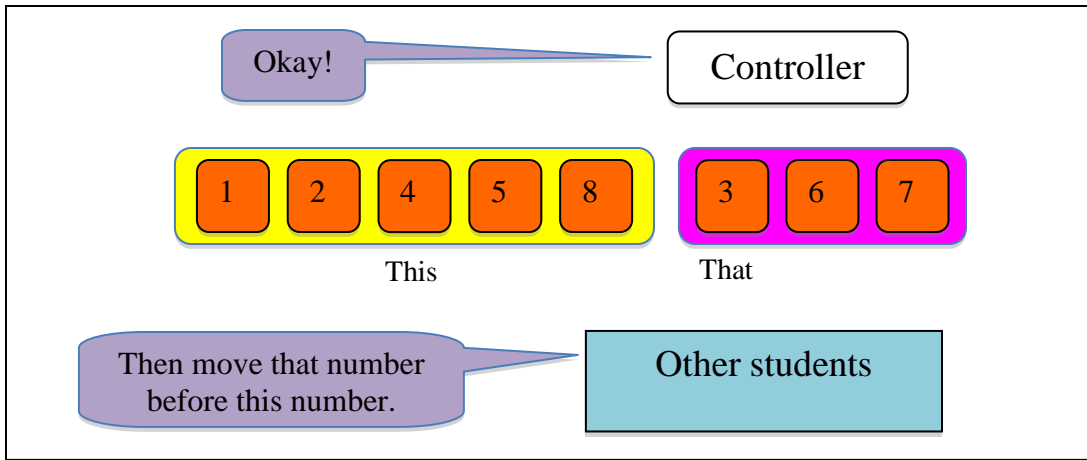 Okay!
Controller
1 2 4 5 8 3 6 7
This That
Then move that number
before this number.
Other students